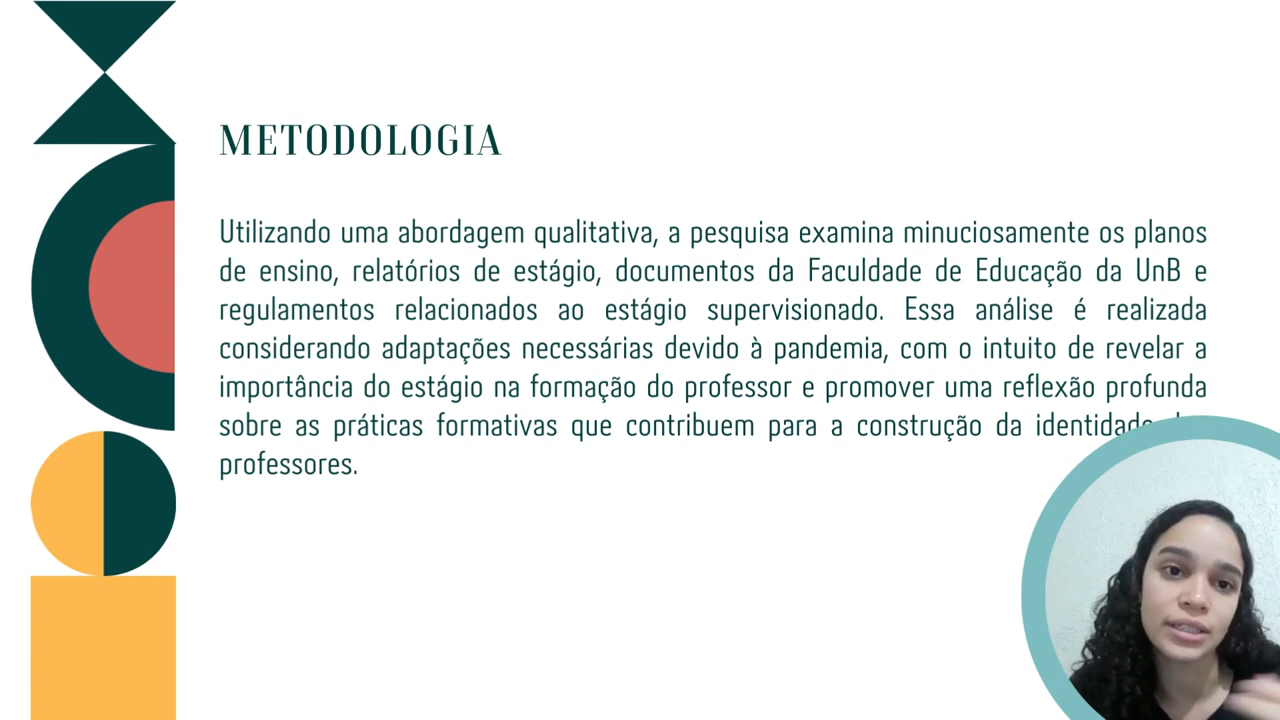 METODOLOGIA
Utilizando uma abordagem qualitativa, a pesquisa examina minuciosamente os planos
de ensino, relatórios de estágio, documentos da Faculdade de Educação da UnB e
regulamentos relacionados ao estágio supervisionado. Essa análise é realizada
considerando adaptações necessárias devido à pandemia, com o intuito de revelar a
importância do estágio na formação do professor e promover uma reflexão profunda
sobre as práticas formativas que contribuem para a construção da identidade
professores.